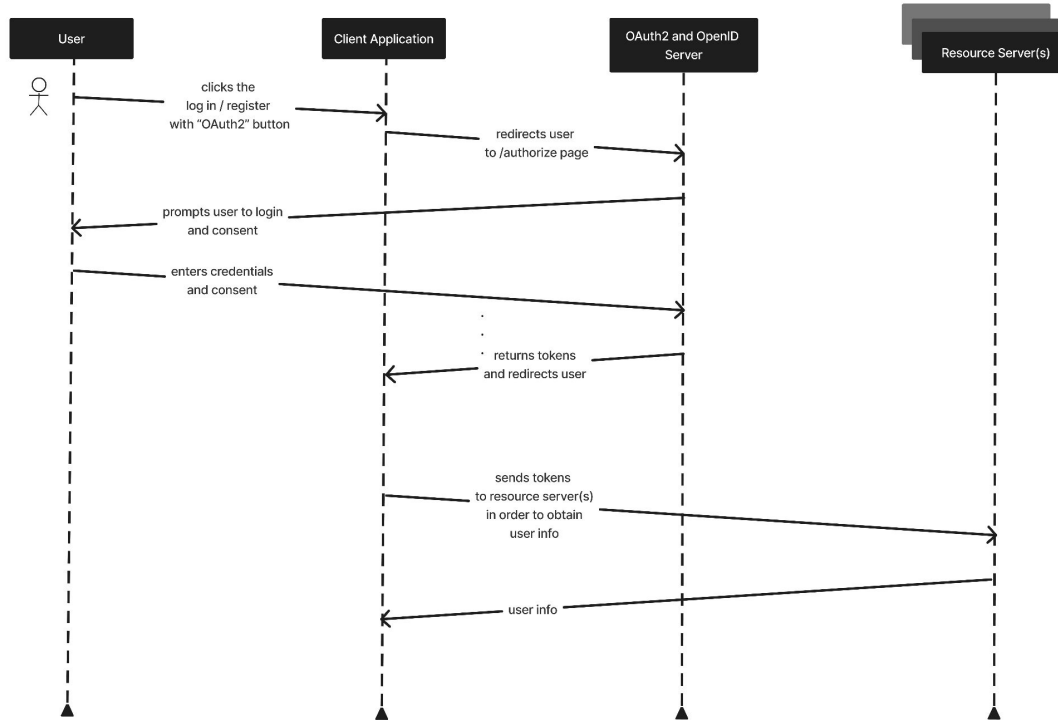 User
Client Application
OAuth2 and OpenID
Server
Resource Server(s)
clicks the
log in / register
with “OAuth2” button
redirects user
to /authorize page
prompts user to login
and consent
enters credentials
and consent
.
.
.
returns tokens
and redirects user
sends tokens
to resource server(s)
in order to obtain
user info
user info